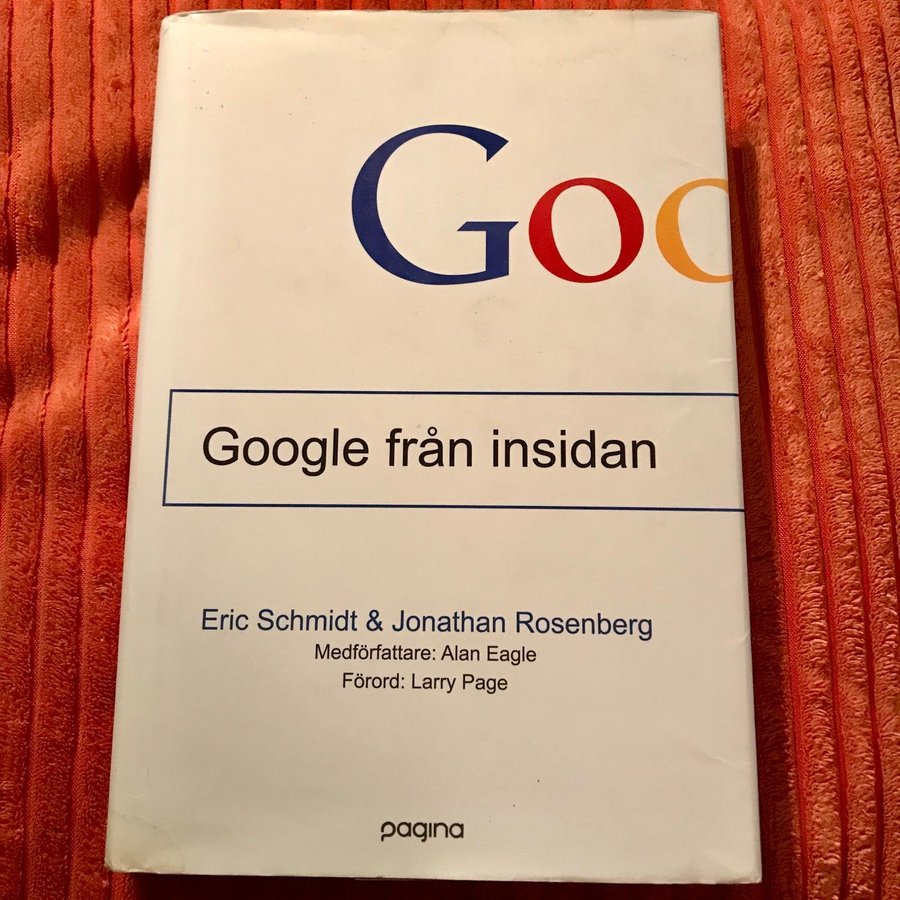 Goo
Google från insidan
Eric Schmidt & Jonathan Rosenberg
Medförfattare: Alan Eagle
Förord: Larry Page
pagina